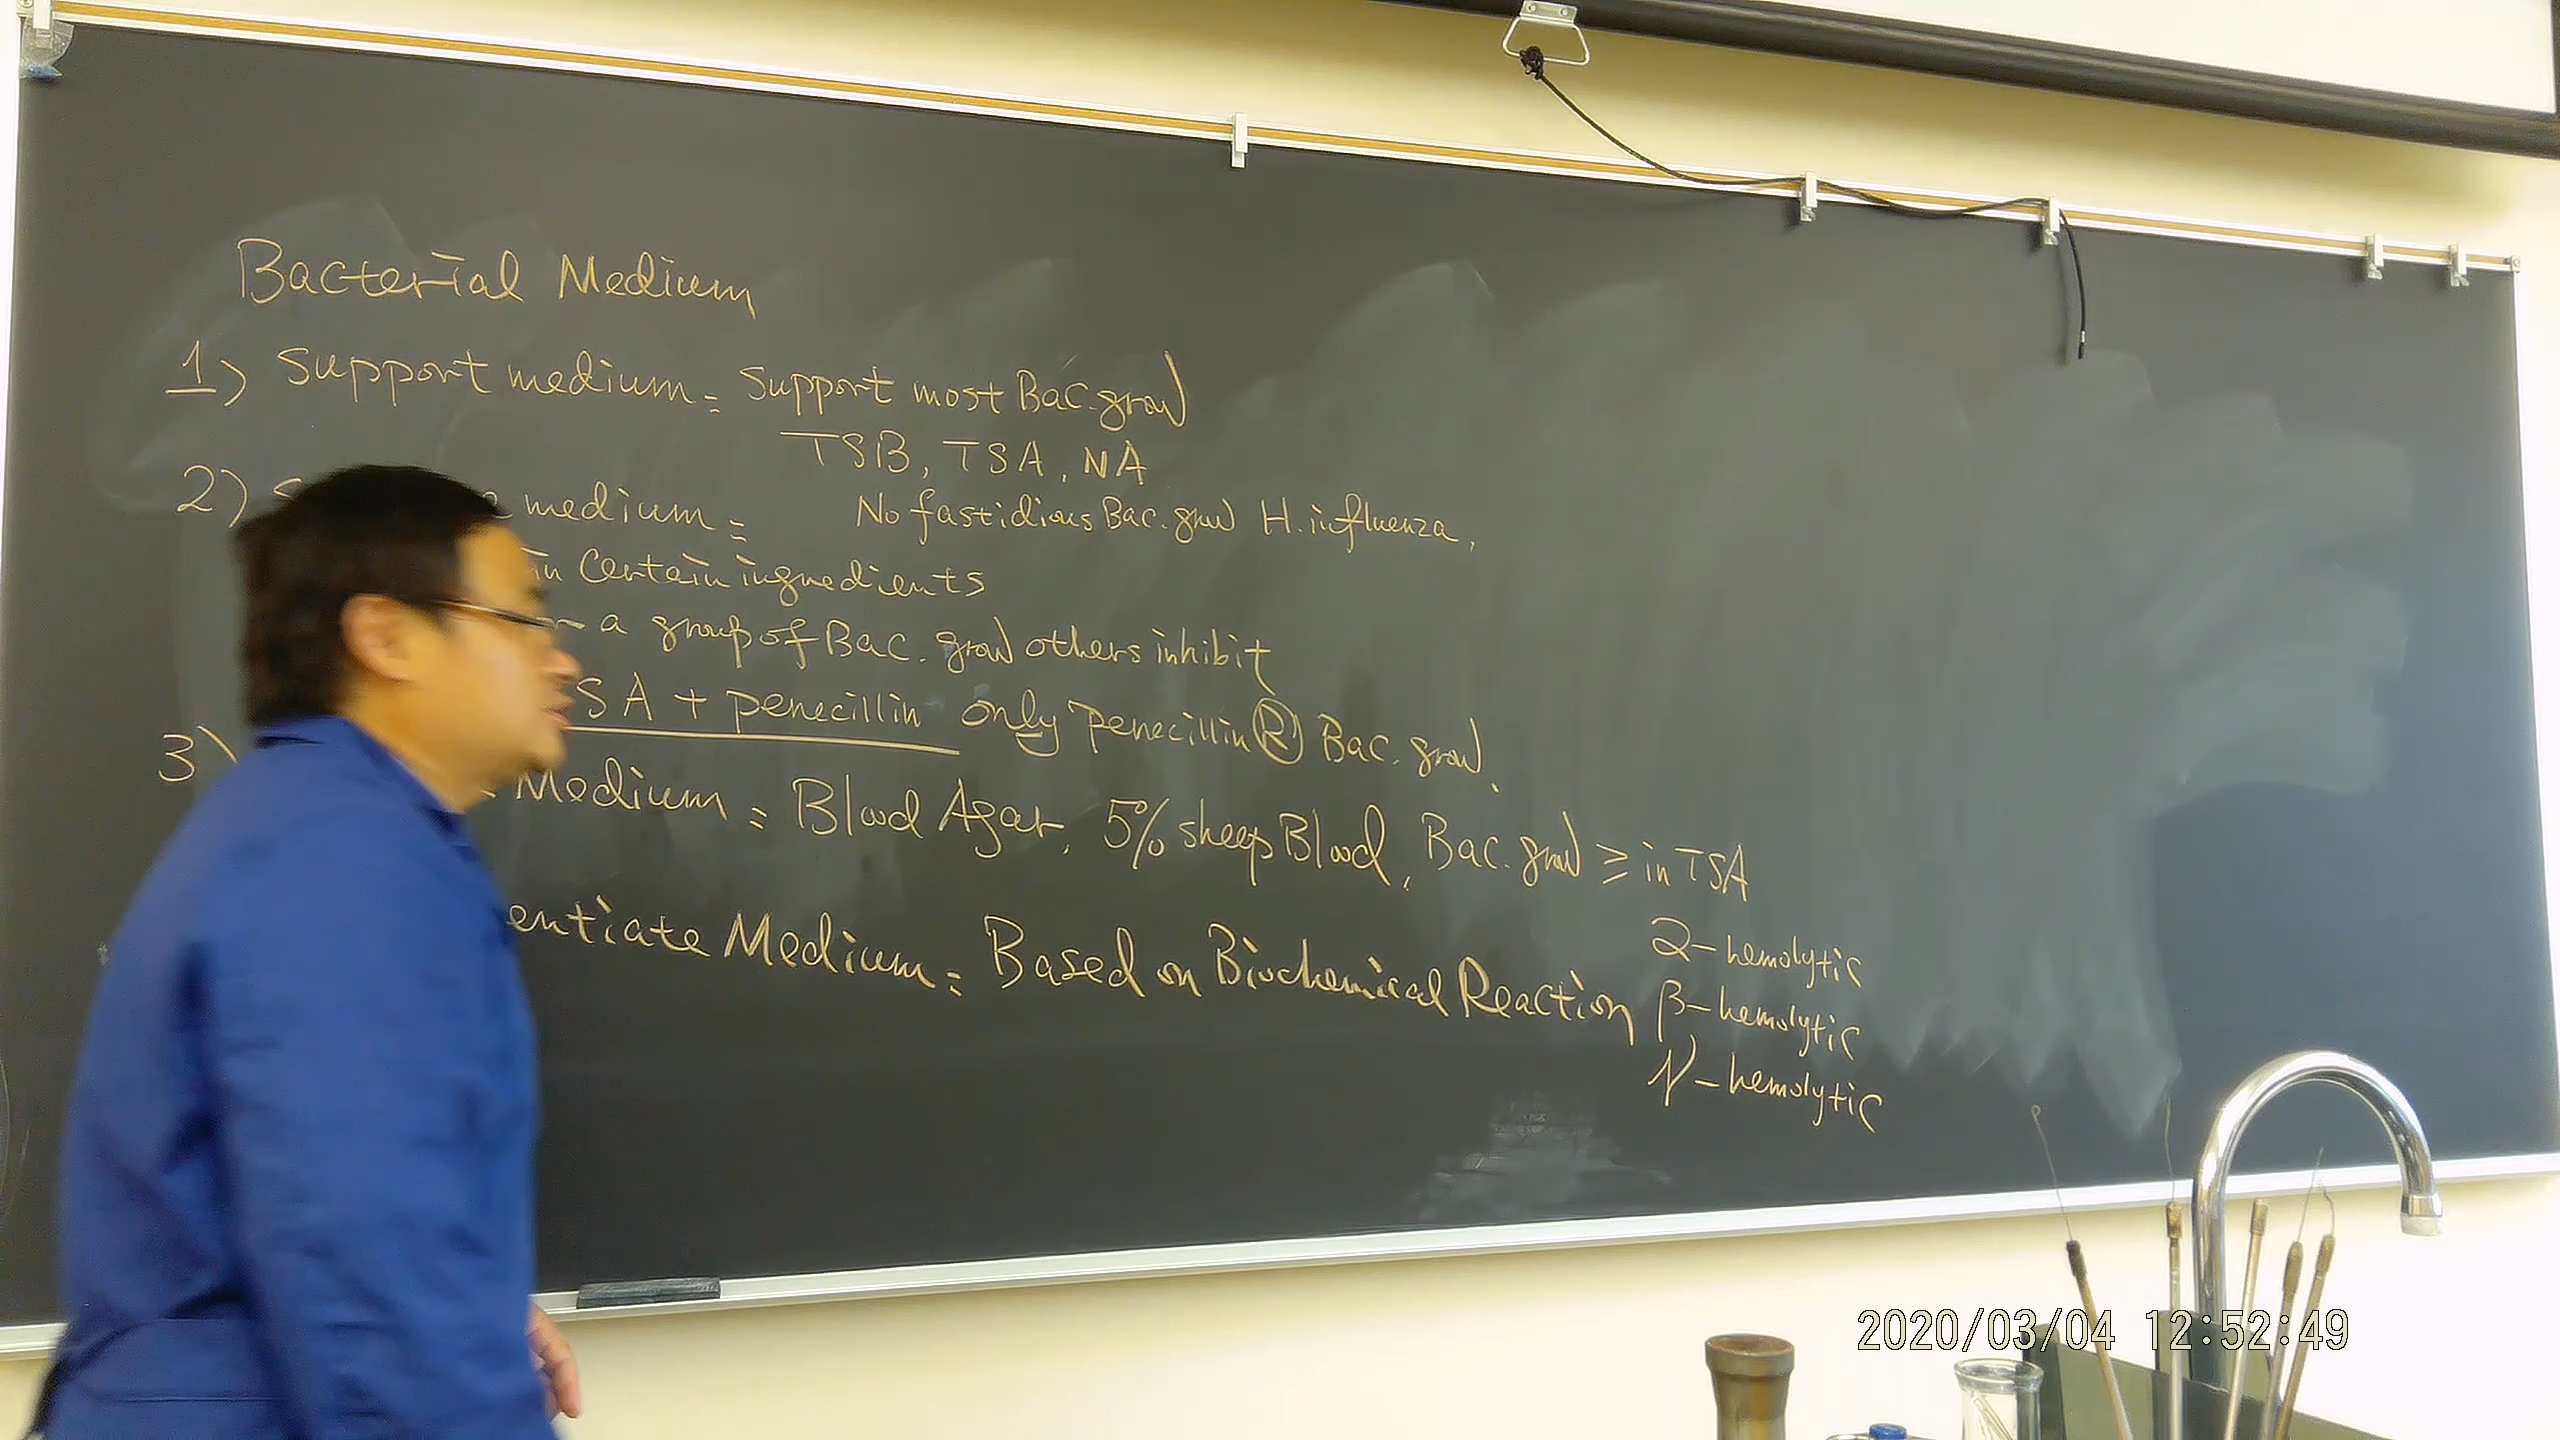 Bacterial Medium
1) Support medium = Support most Bac. grow
TSB, TSA, NA
2) medium = No fastidious Bac. grow H. influenza,
in certain ingredients
a group of Bac. grow others inhibit
SA + penecillin only penecillin Ⓡ Bac. grow.
3) Medium = Blood Agar, 5% sheep Blood, Bac. grow ≥ in TSA
entiate Medium = Based on Biochemical Reaction
α-hemolytic
β-hemolytic
γ-hemolytic
2020/03/04 12:52:49